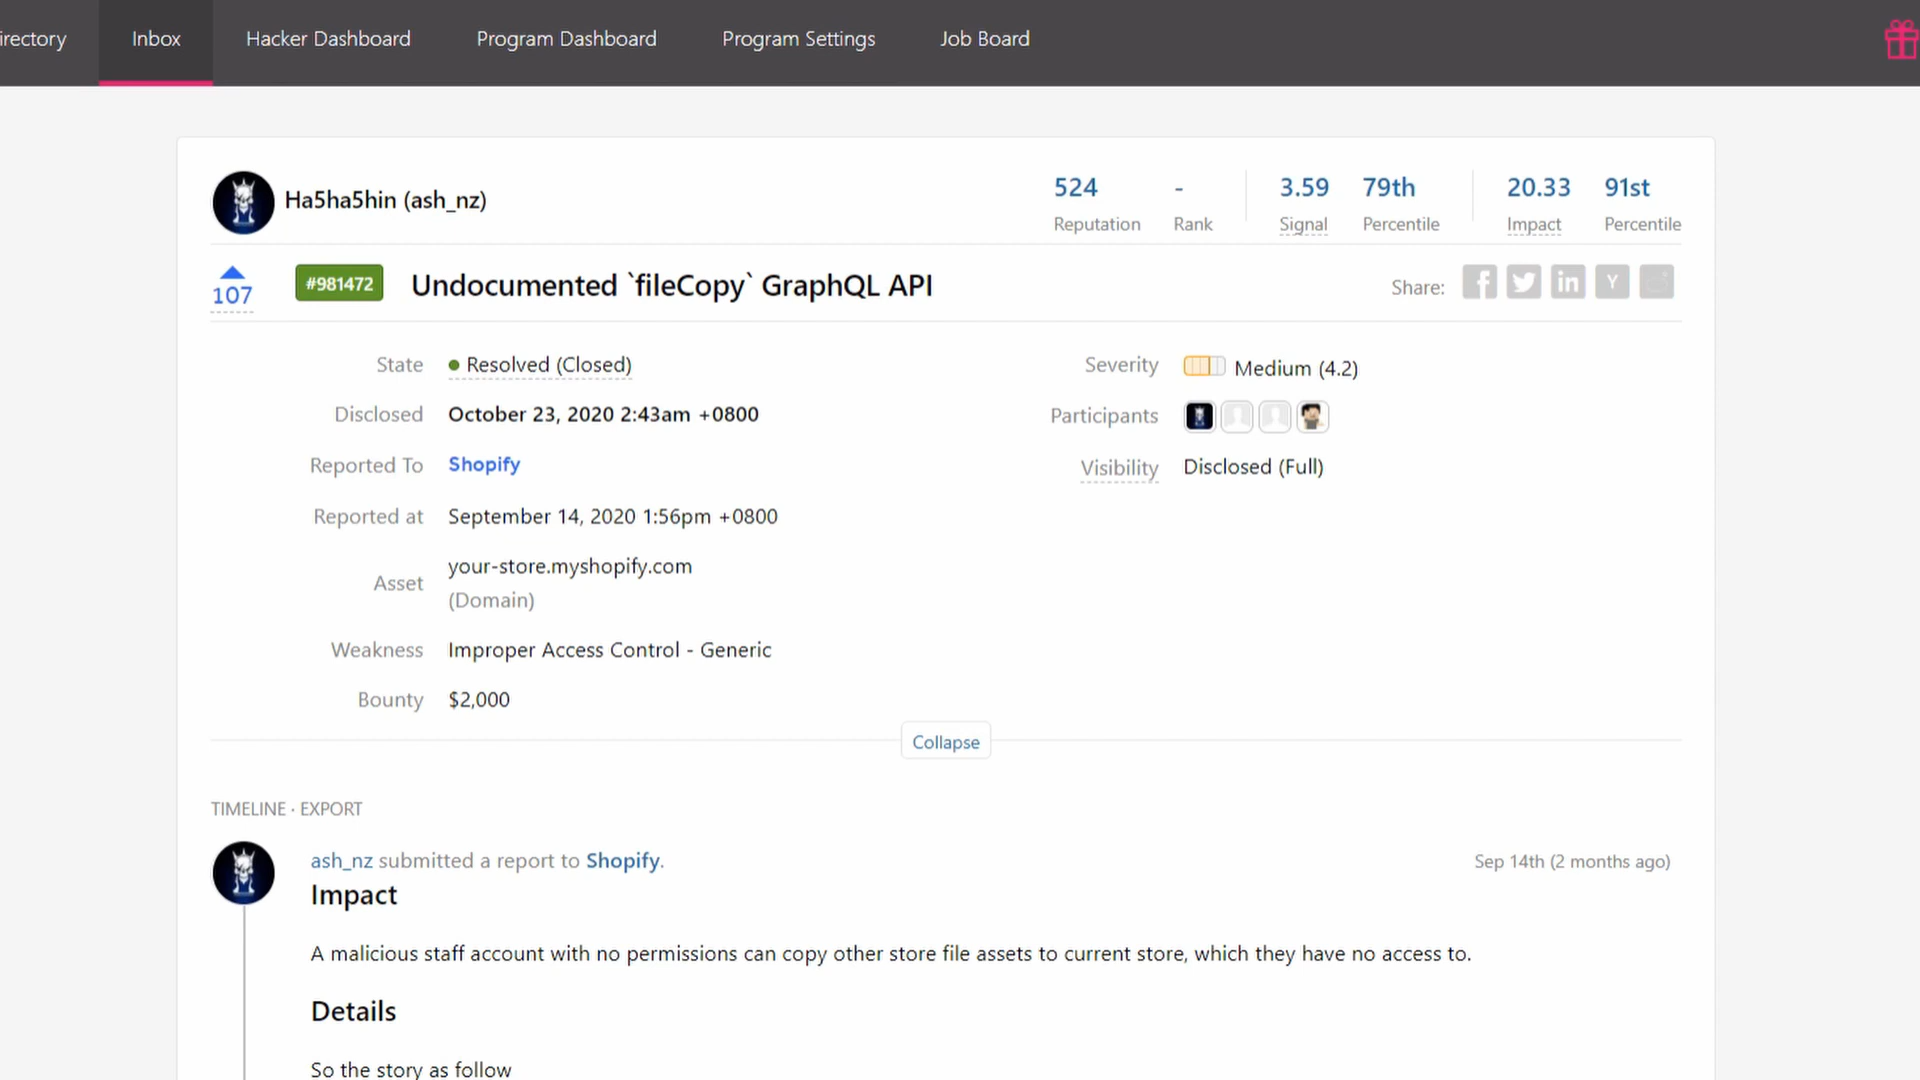 irectory Inbox Hacker Dashboard Program Dashboard Program Settings Job Board
Ha5ha5hin (ash_nz)
524 - 3.59 79th 20.33 91st
Reputation Rank Signal Percentile Impact Percentile
107 #981472 Undocumented `fileCopy` GraphQL API Share: f in Y
State Resolved (Closed) Severity Medium (4.2)
Disclosed October 23, 2020 2:43am +0800 Participants
Reported To Shopify Visibility Disclosed (Full)
Reported at September 14, 2020 1:56pm +0800
Asset your-store.myshopify.com
(Domain)
Weakness Improper Access Control - Generic
Bounty $2,000
Collapse
TIMELINE · EXPORT
ash_nz submitted a report to Shopify. Sep 14th (2 months ago)
Impact
A malicious staff account with no permissions can copy other store file assets to current store, which they have no access to.
Details
So the story as follow